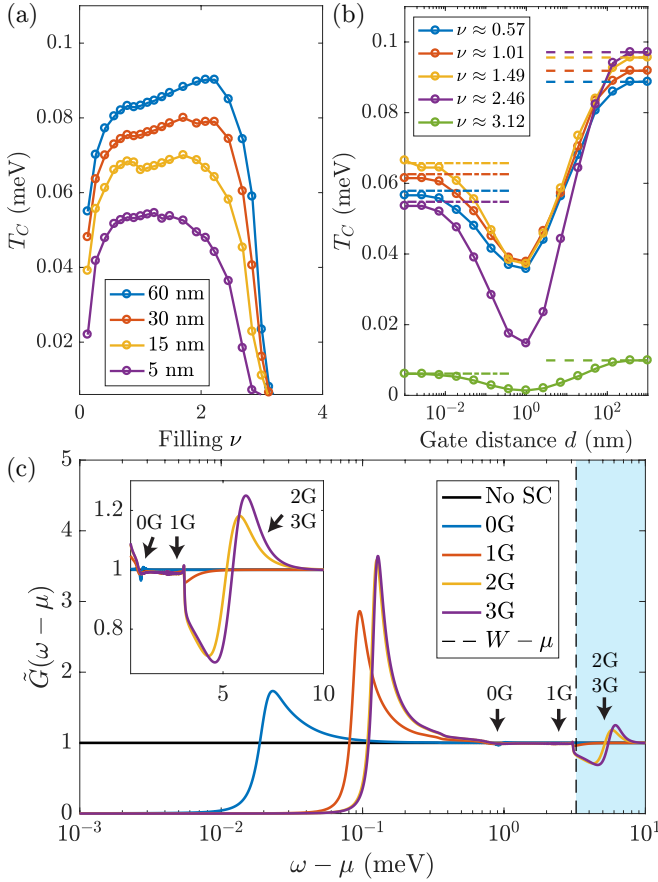 (a)
0.1
0.08
0.06
0.04
0.02
T_C (meV)
60 nm
30 nm
15 nm
5 nm
0 2 4
Filling ν
(b)
0.1
0.08
0.06
0.04
0.02
0
T_C (meV)
ν ≈ 0.57
ν ≈ 1.01
ν ≈ 1.49
ν ≈ 2.46
ν ≈ 3.12
10^−2 10^0 10^2
Gate distance d (nm)
(c)
5
4
3
2
1
0
G̃(ω − μ)
1.2
1
0.8
0G 1G
2G
3G
5 10
No SC
0G
1G
2G
3G
W − μ
0G
1G
2G
3G
10^−3 10^−2 10^−1 10^0 10^1
ω − μ (meV)